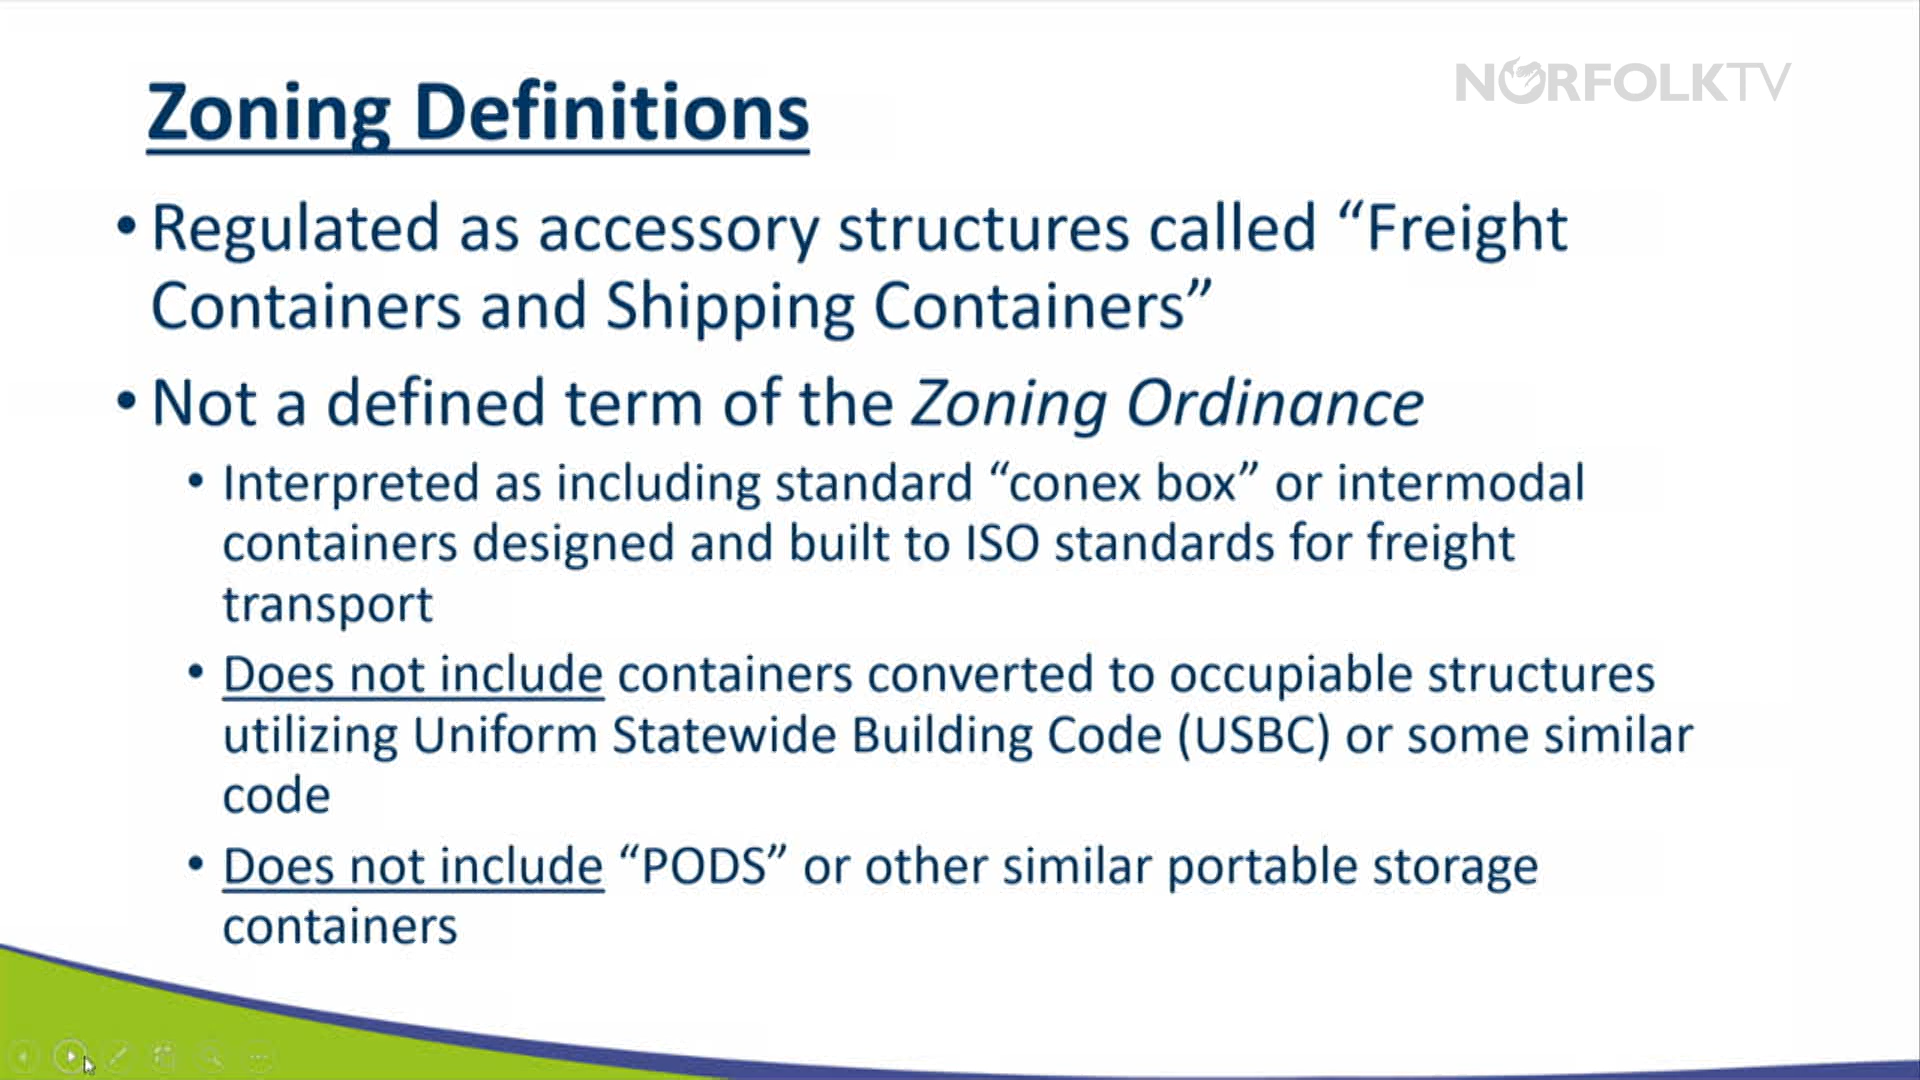 NORFOLKTV
Zoning Definitions
• Regulated as accessory structures called “Freight
Containers and Shipping Containers”
• Not a defined term of the Zoning Ordinance
• Interpreted as including standard “conex box” or intermodal
containers designed and built to ISO standards for freight
transport
• Does not include containers converted to occupiable structures
utilizing Uniform Statewide Building Code (USBC) or some similar
code
• Does not include “PODS” or other similar portable storage
containers